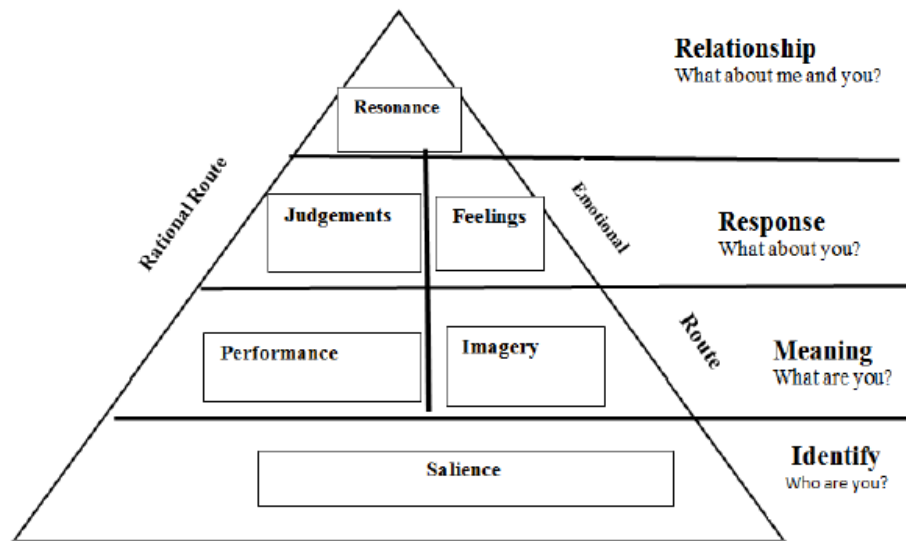 Relationship
What about me and you?
Resonance
Rational Route
Judgements
Feelings
Emotional
Response
What about you?
Performance
Imagery
Route
Meaning
What are you?
Salience
Identify
Who are you?